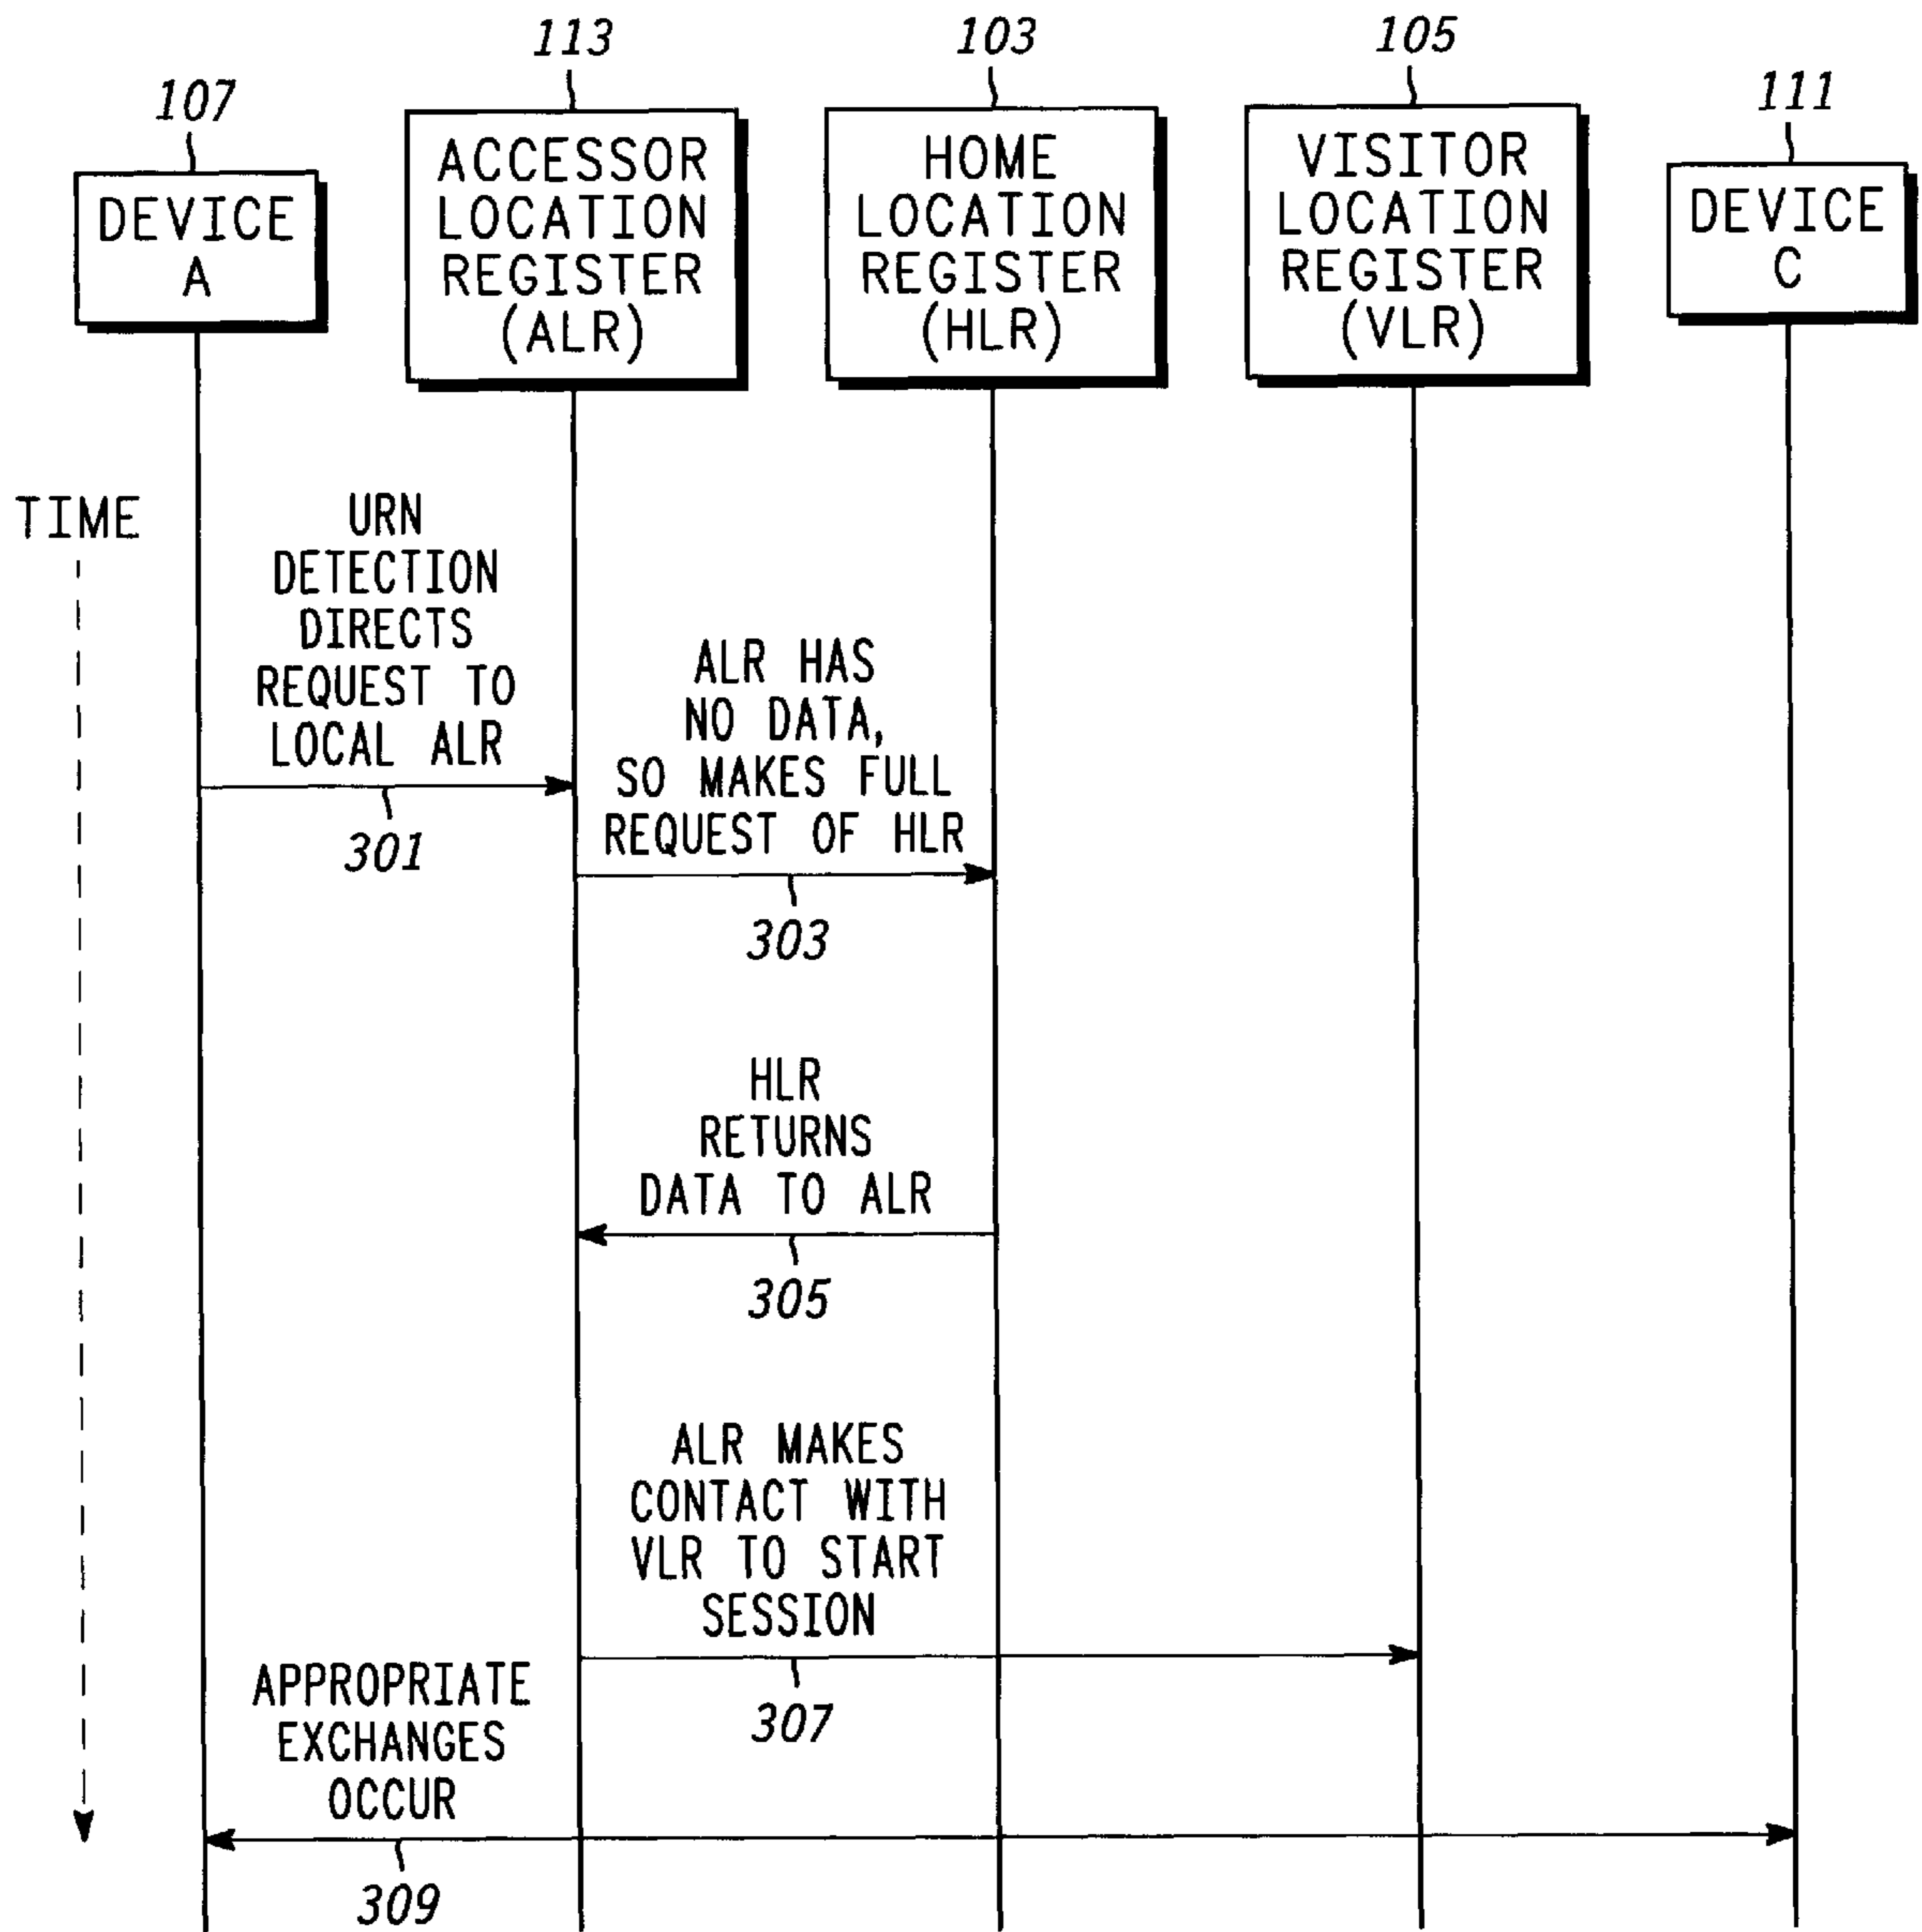 113
103
105
107
111
ACCESSOR
LOCATION
REGISTER
(ALR)
HOME
LOCATION
REGISTER
(HLR)
VISITOR
LOCATION
REGISTER
(VLR)
DEVICE
A
DEVICE
C
TIME
URN
DETECTION
DIRECTS
REQUEST TO
LOCAL ALR
301
ALR HAS
NO DATA,
SO MAKES FULL
REQUEST OF HLR
303
HLR
RETURNS
DATA TO ALR
305
ALR MAKES
CONTACT WITH
VLR TO START
SESSION
307
APPROPRIATE
EXCHANGES
OCCUR
309